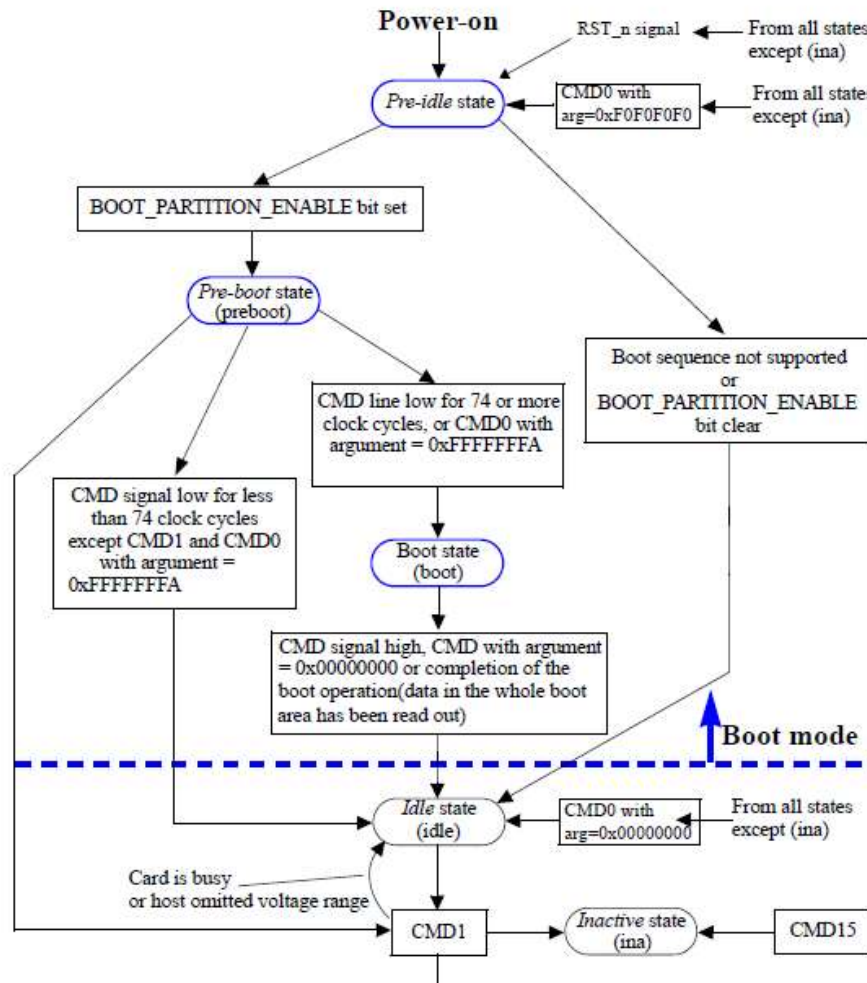 Power-on
RST_n signal
From all states
except (ina)
Pre-idle state
CMD0 with
arg=0xF0F0F0F0
From all states
except (ina)
BOOT_PARTITION_ENABLE bit set
Pre-boot state
(preboot)
Boot sequence not supported
or
BOOT_PARTITION_ENABLE
bit clear
CMD line low for 74 or more
clock cycles, or CMD0 with
argument = 0xFFFFFFFA
CMD signal low for less
than 74 clock cycles
except CMD1 and CMD0
with argument =
0xFFFFFFFA
Boot state
(boot)
CMD signal high, CMD with argument
= 0x00000000 or completion of the
boot operation(data in the whole boot
area has been read out)
Boot mode
Idle state
(idle)
CMD0 with
arg=0x00000000
From all states
except (ina)
Card is busy
or host omitted voltage range
CMD1
Inactive state
(ina)
CMD15